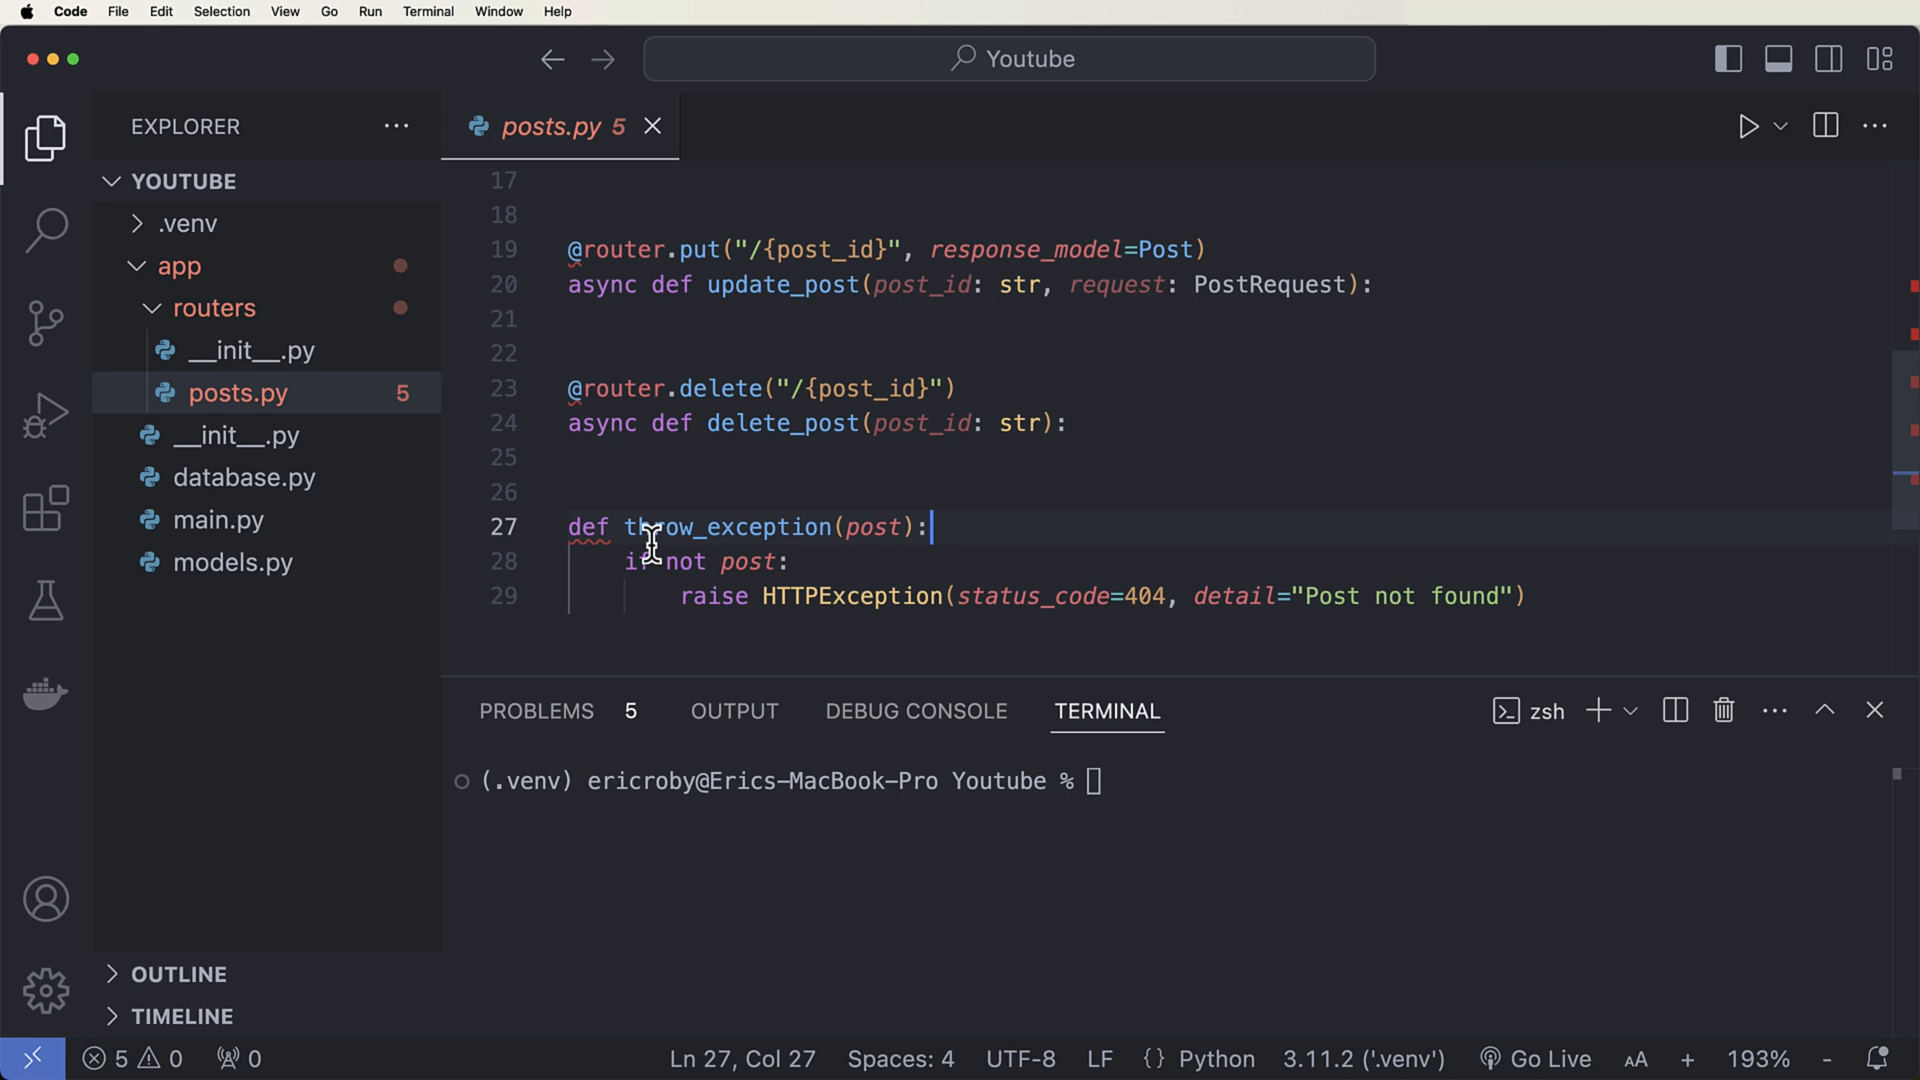 Code File Edit Selection View Go Run Terminal Window Help
Youtube
EXPLORER
posts.py 5
YOUTUBE
.venv
app
routers
__init__.py
posts.py 5
__init__.py
database.py
main.py
models.py
OUTLINE
TIMELINE
17
18
19 @router.put("/{post_id}", response_model=Post)
20 async def update_post(post_id: str, request: PostRequest):
21
22
23 @router.delete("/{post_id}")
24 async def delete_post(post_id: str):
25
26
27 def throw_exception(post):
28 if not post:
29 raise HTTPException(status_code=404, detail="Post not found")
PROBLEMS 5 OUTPUT DEBUG CONSOLE TERMINAL zsh
(.venv) ericroby@Erics-MacBook-Pro Youtube %
5 0 0 Ln 27, Col 27 Spaces: 4 UTF-8 LF {} Python 3.11.2 ('.venv') Go Live AA + 193% -